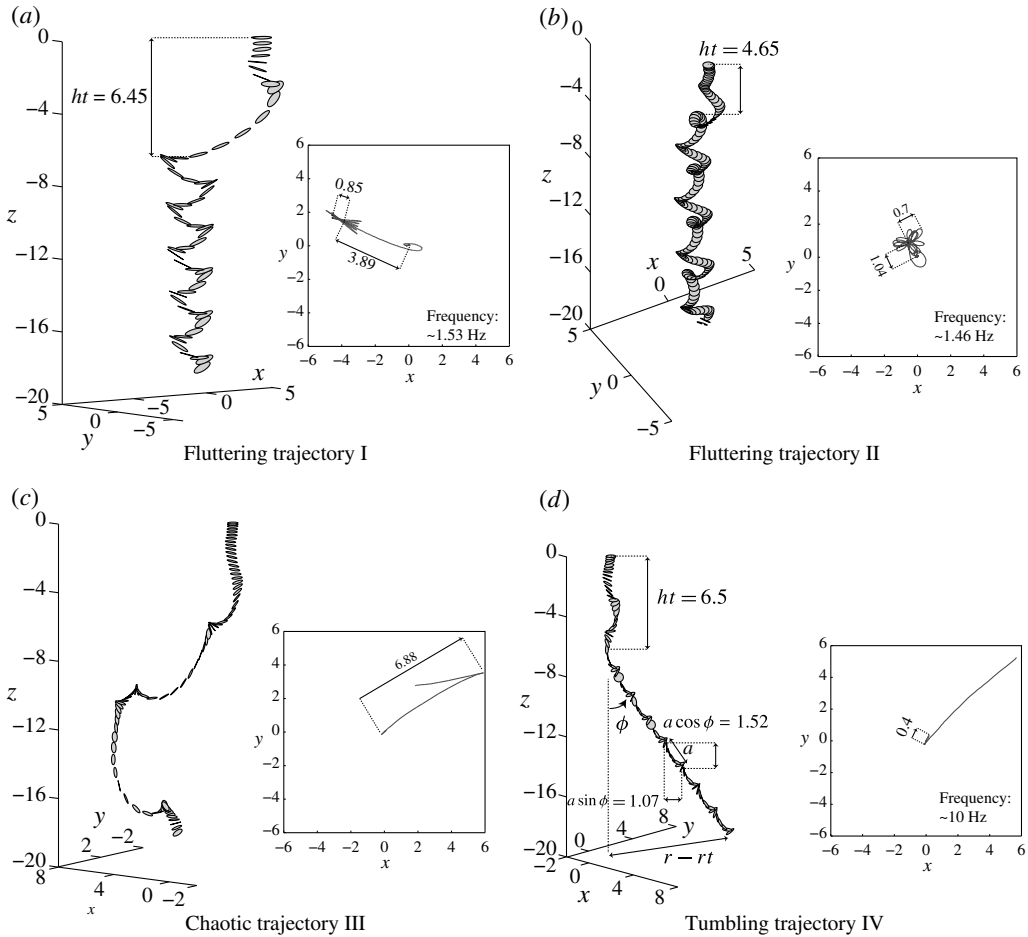 (a)
0
−4
−8
−12
−16
−20
z
ht = 6.45
5
0
−5
y
−5
0
5
x
6
4
2
0
−2
−4
−6
y
−6 −4 −2 0 2 4 6
x
0.85
3.89
Frequency:
~1.53 Hz
Fluttering trajectory I
(b)
0
−4
−8
−12
−16
−20
z
ht = 4.65
x
0
5
5
y 0
−5
6
4
2
0
−2
−4
−6
y
−6 −4 −2 0 2 4 6
x
0.7
1.04
~1.46 Hz
Frequency:
Fluttering trajectory II
(c)
0
−4
−8
−12
−16
−20
z
y
−2
2
8
4
0
−2
x
6
4
2
0
−2
−4
−6
y
−6 −4 −2 0 2 4 6
x
6.88
Chaotic trajectory III
(d)
0
−4
−8
−12
−16
−20
z
ht = 6.5
ϕ
a cos ϕ = 1.52
a
a sin ϕ = 1.07
r − rt
8
y
4
0
−2
0
4
8
x
6
4
2
0
−2
−4
−6
y
−6 −4 −2 0 2 4 6
x
0.4
Frequency:
~10 Hz
Tumbling trajectory IV